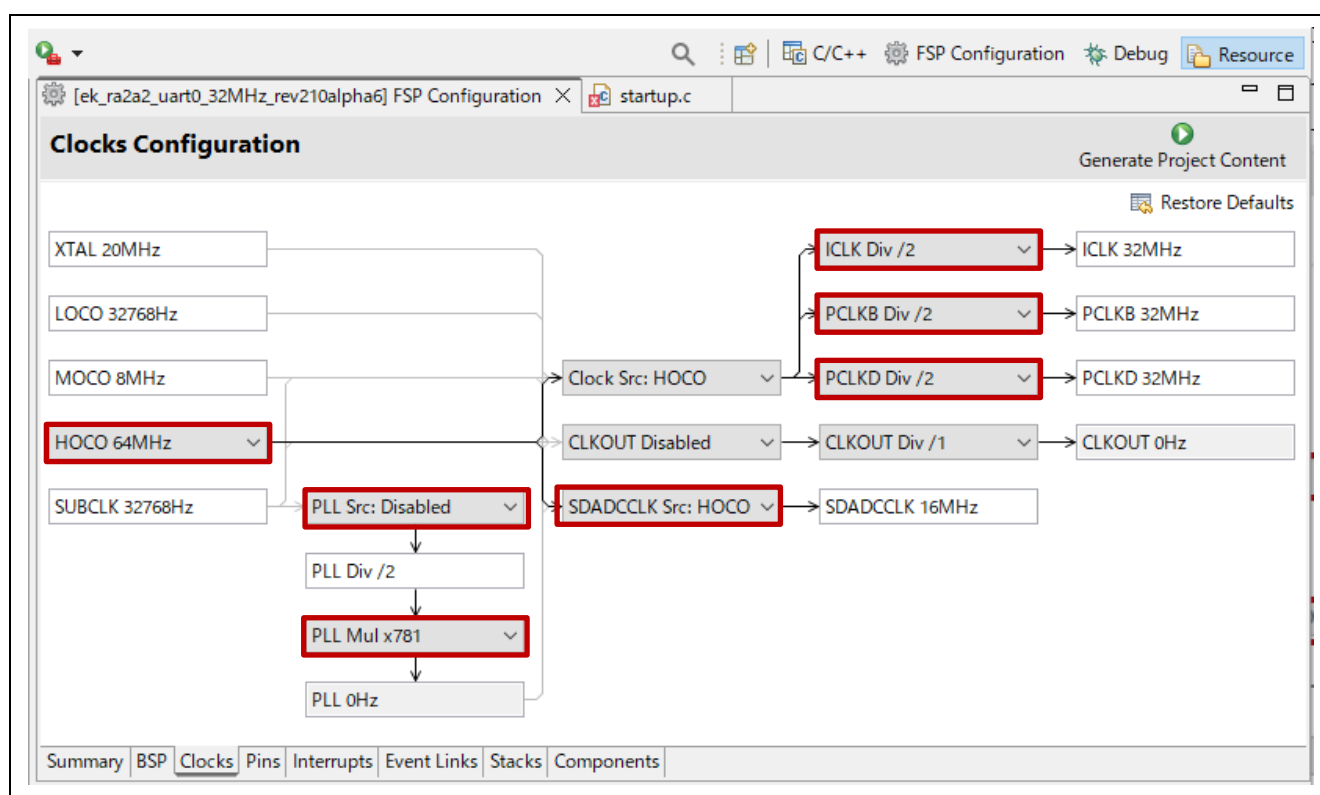 C/C++ FSP Configuration Debug Resource
[ek_ra2a2_uart0_32MHz_rev210alpha6] FSP Configuration startup.c
Clocks Configuration
Generate Project Content
Restore Defaults
XTAL 20MHz ICLK Div /2 ICLK 32MHz
LOCO 32768Hz PCLKB Div /2 PCLKB 32MHz
MOCO 8MHz Clock Src: HOCO PCLKD Div /2 PCLKD 32MHz
HOCO 64MHz CLKOUT Disabled CLKOUT Div /1 CLKOUT 0Hz
SUBCLK 32768Hz PLL Src: Disabled SDADCCLK Src: HOCO SDADCCLK 16MHz
PLL Div /2
PLL Mul x781
PLL 0Hz
Summary BSP Clocks Pins Interrupts Event Links Stacks Components